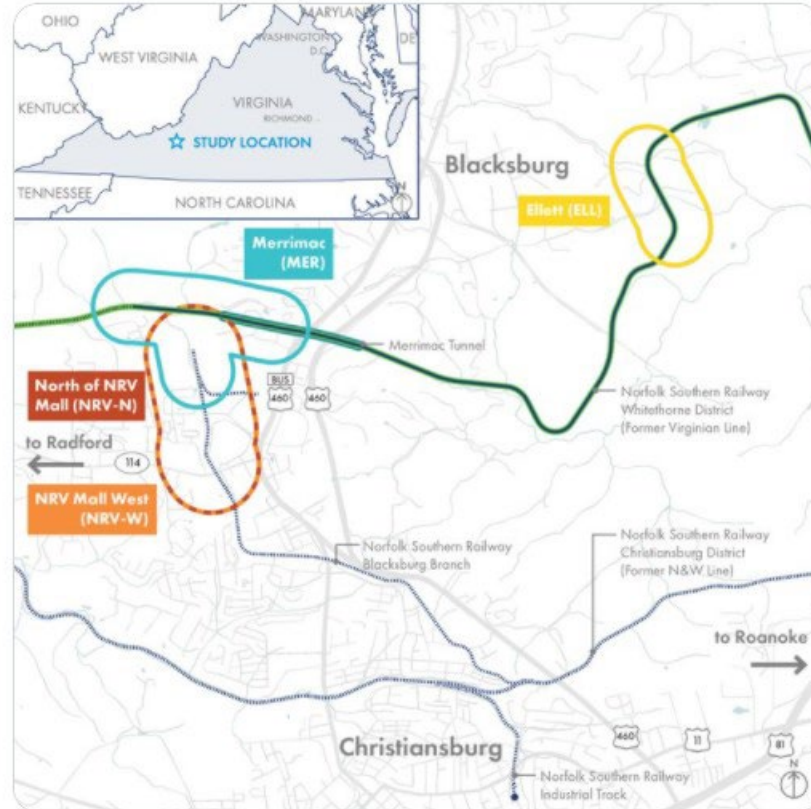 OHIO
MARYLAND
WASHINGTON
D.C.
DE
WEST VIRGINIA
KENTUCKY
VIRGINIA
RICHMOND
STUDY LOCATION
TENNESSEE
NORTH CAROLINA
N
Blacksburg
Ellett (ELL)
Merrimac
(MER)
Merrimac Tunnel
North of NRV
Mall (NRV-N)
BUS
460
460
Norfolk Southern Railway
Whitethorne District
(Former Virginian Line)
to Radford
114
NRV Mall West
(NRV-W)
Norfolk Southern Railway
Blacksburg Branch
Norfolk Southern Railway
Christiansburg District
(Former N&W Line)
to Roanoke
Christiansburg
460
11
81
N
Norfolk Southern Railway
Industrial Track